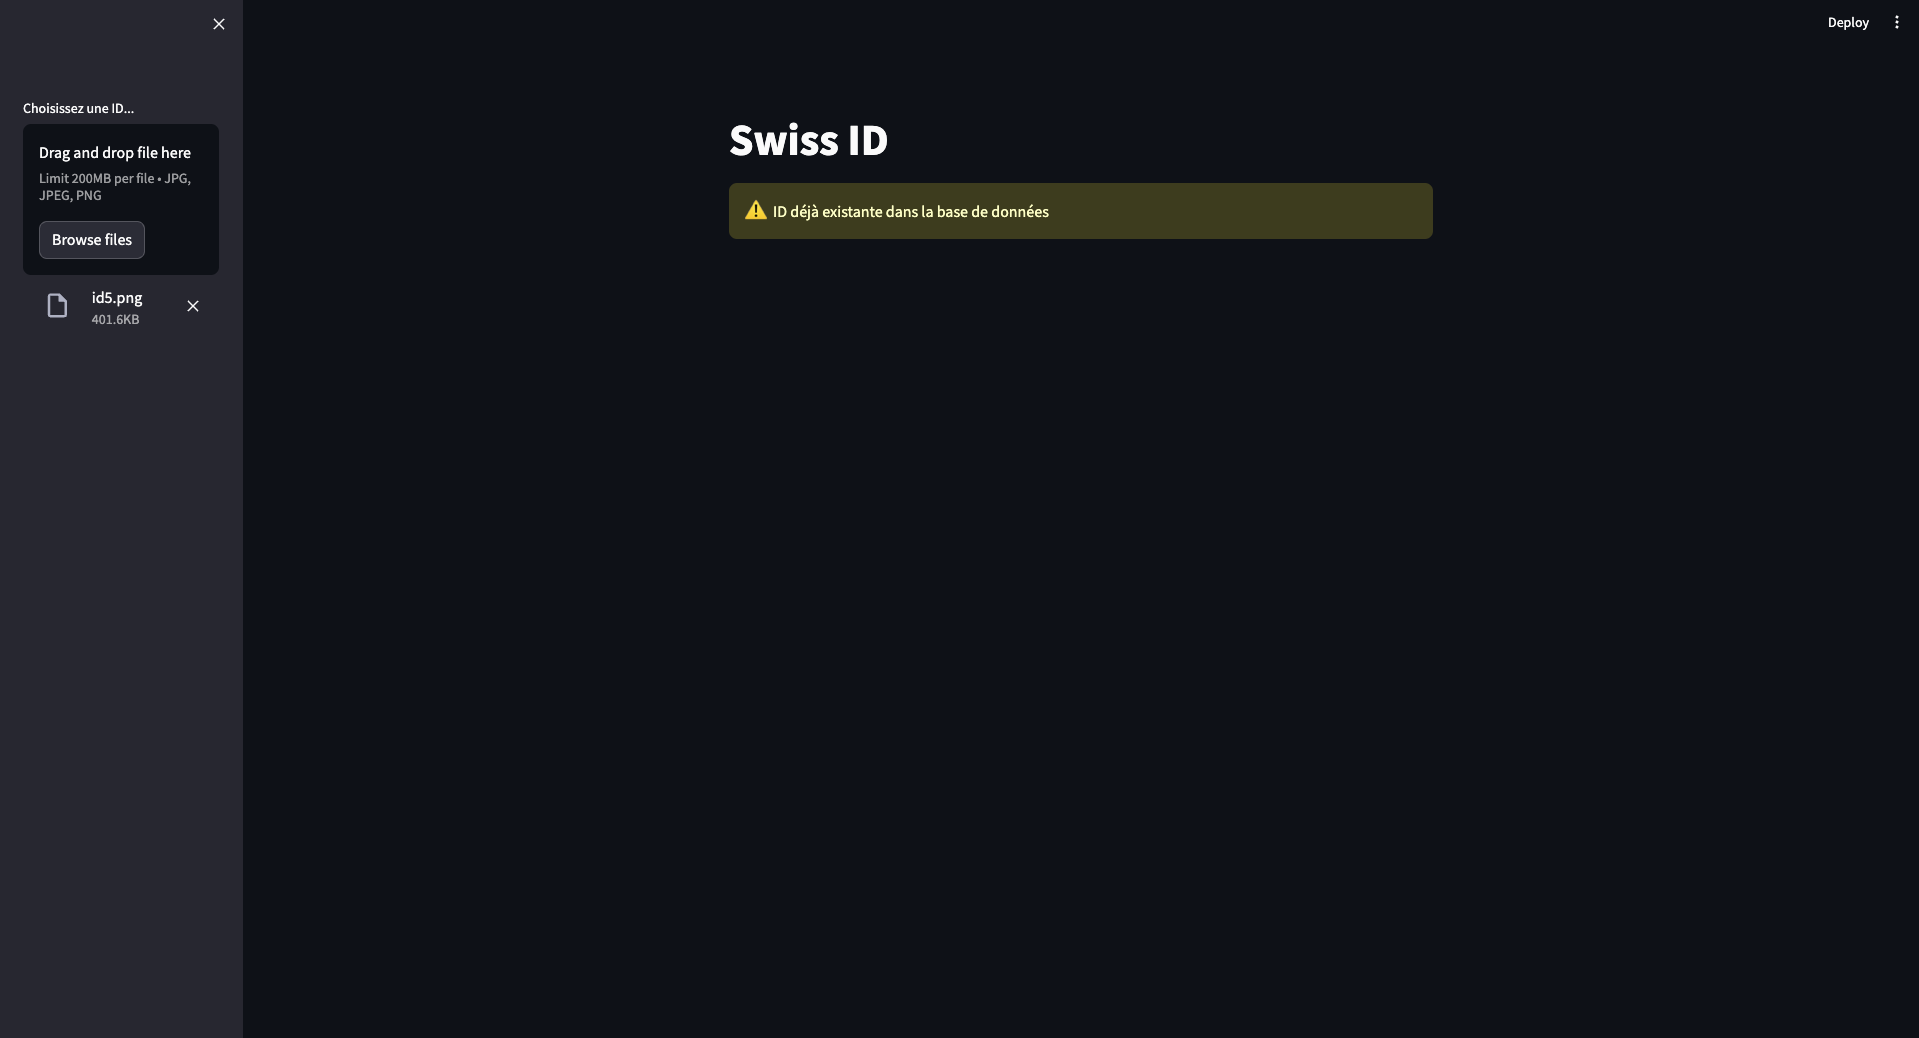 Deploy
Choisissez une ID...
Drag and drop file here
Limit 200MB per file • JPG,
JPEG, PNG
Browse files
id5.png
401.6KB
Swiss ID
⚠️ ID déjà existante dans la base de données